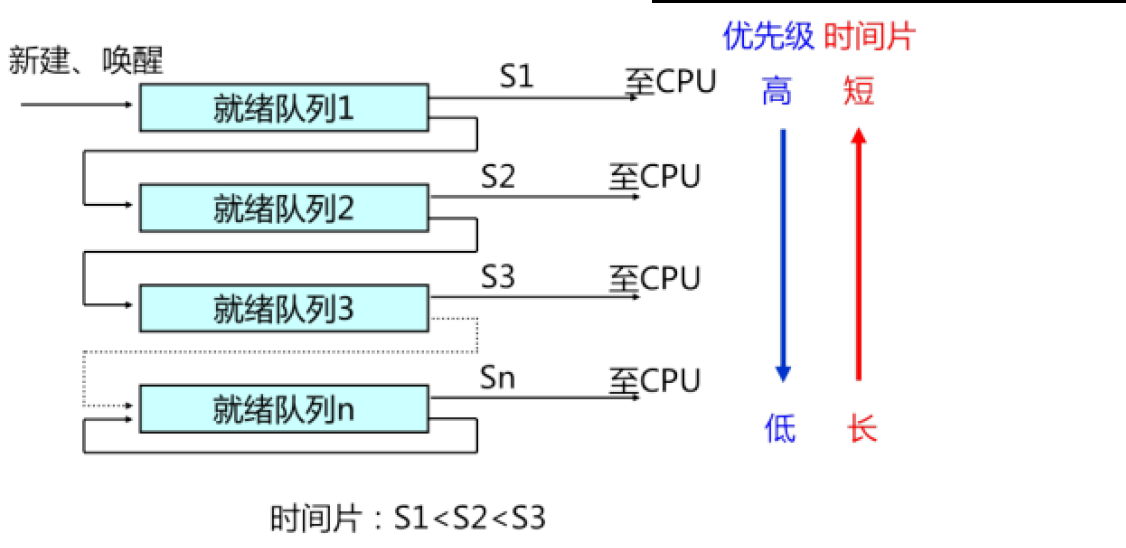 优先级 时间片
新建、唤醒
S1 至CPU
高 短
就绪队列1
S2 至CPU
就绪队列2
S3 至CPU
就绪队列3
Sn 至CPU
就绪队列n
低 长
时间片：S1<S2<S3